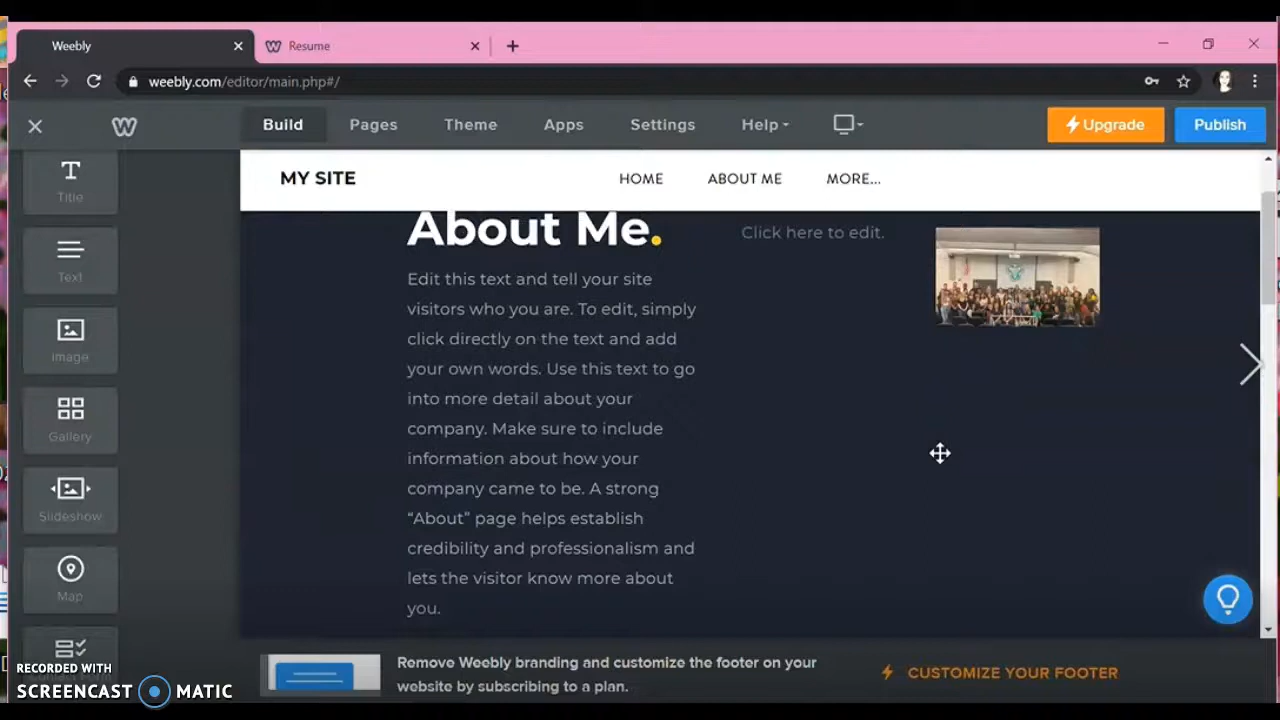 Weebly
Resume
weebly.com/editor/main.php#/
Build
Pages
Theme
Apps
Settings
Help
Upgrade
Publish
Title
Text
Image
Gallery
Slideshow
Map
MY SITE
HOME
ABOUT ME
MORE...
About Me.
Edit this text and tell your site
visitors who you are. To edit, simply
click directly on the text and add
your own words. Use this text to go
into more detail about your
company. Make sure to include
information about how your
company came to be. A strong
“About” page helps establish
credibility and professionalism and
lets the visitor know more about
you.
Click here to edit.
Remove Weebly branding and customize the footer on your
website by subscribing to a plan.
CUSTOMIZE YOUR FOOTER
RECORDED WITH
SCREENCAST MATIC